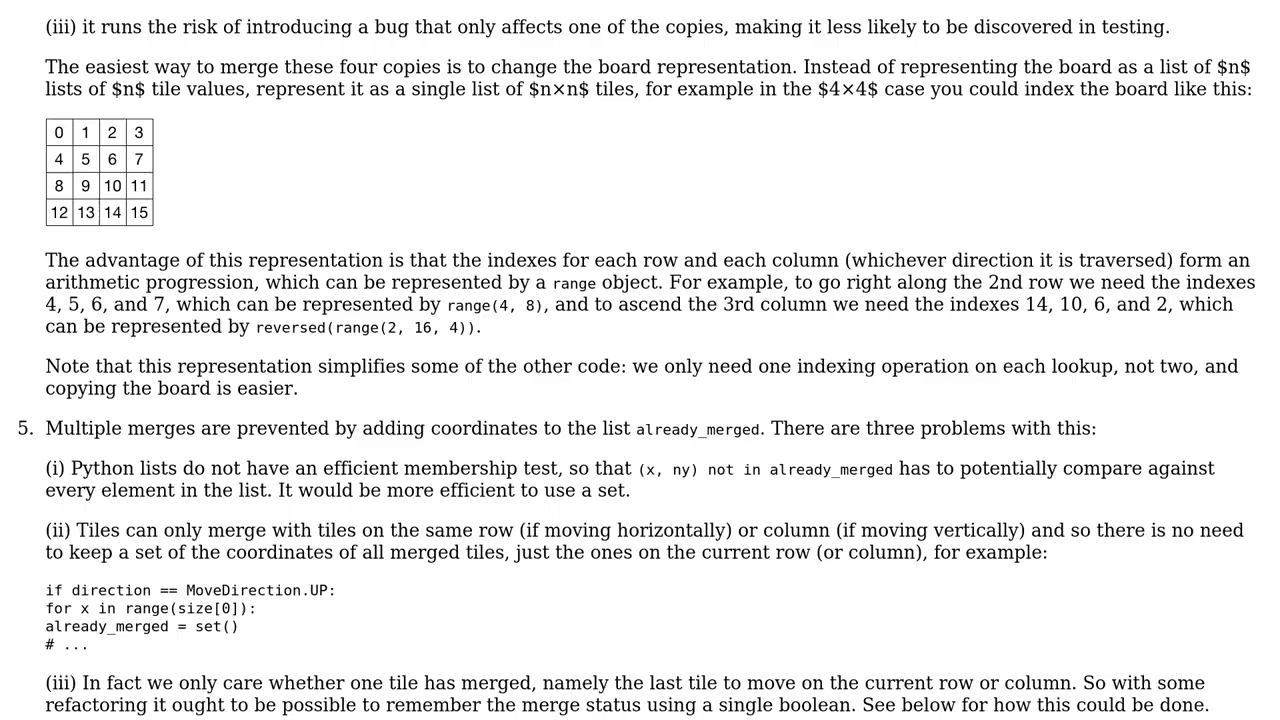 (iii) it runs the risk of introducing a bug that only affects one of the copies, making it less likely to be discovered in testing.
The easiest way to merge these four copies is to change the board representation. Instead of representing the board as a list of $n$
lists of $n$ tile values, represent it as a single list of $n×n$ tiles, for example in the $4×4$ case you could index the board like this:
0 1 2 3
4 5 6 7
8 9 10 11
12 13 14 15
The advantage of this representation is that the indexes for each row and each column (whichever direction it is traversed) form an
arithmetic progression, which can be represented by a range object. For example, to go right along the 2nd row we need the indexes
4, 5, 6, and 7, which can be represented by range(4, 8), and to ascend the 3rd column we need the indexes 14, 10, 6, and 2, which
can be represented by reversed(range(2, 16, 4)).
Note that this representation simplifies some of the other code: we only need one indexing operation on each lookup, not two, and
copying the board is easier.
5. Multiple merges are prevented by adding coordinates to the list already_merged. There are three problems with this:
(i) Python lists do not have an efficient membership test, so that (x, ny) not in already_merged has to potentially compare against
every element in the list. It would be more efficient to use a set.
(ii) Tiles can only merge with tiles on the same row (if moving horizontally) or column (if moving vertically) and so there is no need
to keep a set of the coordinates of all merged tiles, just the ones on the current row (or column), for example:
if direction == MoveDirection.UP:
for x in range(size[0]):
already_merged = set()
# ...
(iii) In fact we only care whether one tile has merged, namely the last tile to move on the current row or column. So with some
refactoring it ought to be possible to remember the merge status using a single boolean. See below for how this could be done.